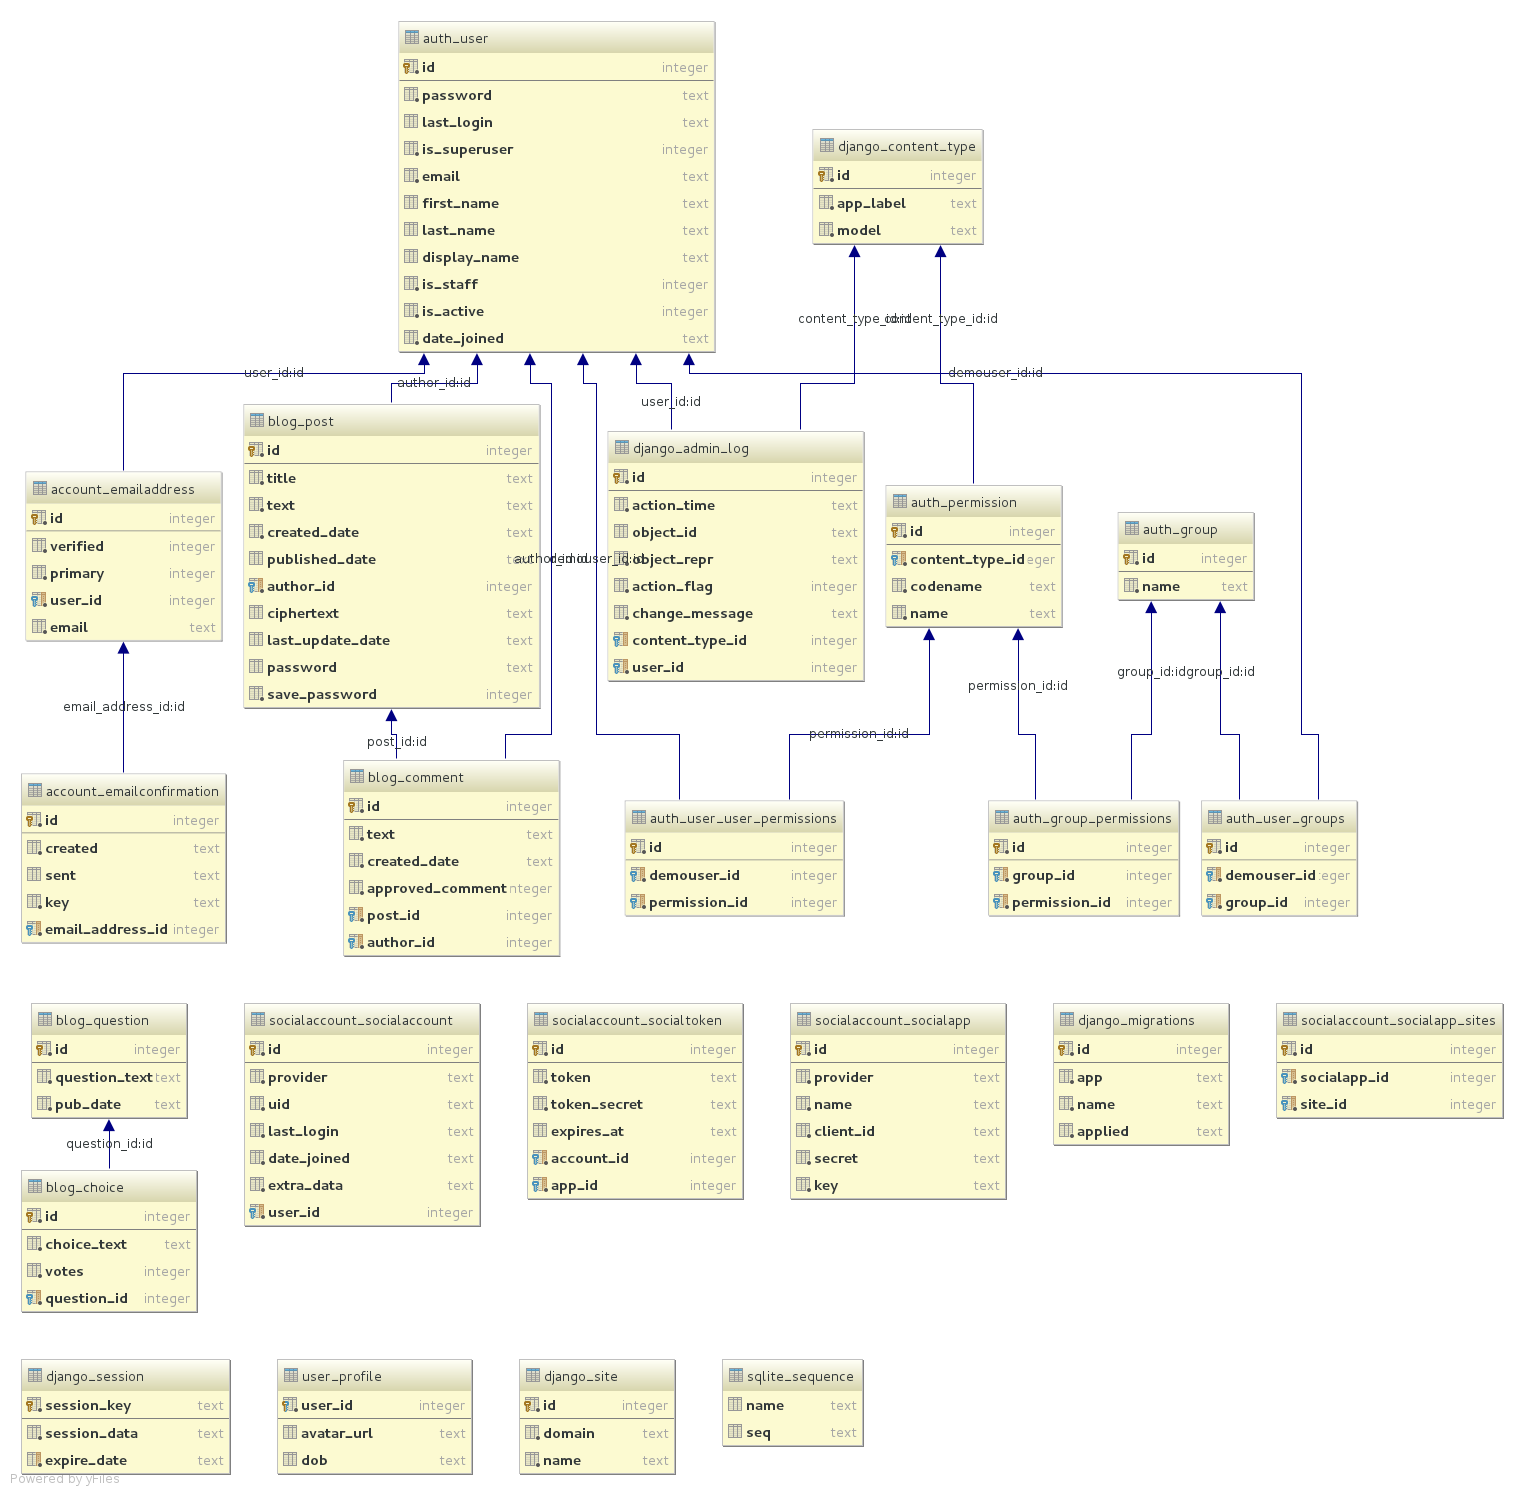 auth_user
id integer
password text
last_login text
is_superuser integer
email text
first_name text
last_name text
display_name text
is_staff integer
is_active integer
date_joined text
django_content_type
id integer
app_label text
model text
content_type_id:id
content_type_id:id
user_id:id
author_id:id
user_id:id
demouser_id:id
account_emailaddress
id integer
verified integer
primary integer
user_id integer
email text
blog_post
id integer
title text
text text
created_date text
published_date text
author_id integer
ciphertext text
last_update_date text
password text
save_password integer
author_id:id
demouser_id:id
django_admin_log
id integer
action_time text
object_id text
object_repr text
action_flag integer
change_message text
content_type_id integer
user_id integer
auth_permission
id integer
content_type_id eger
codename text
name text
auth_group
id integer
name text
email_address_id:id
post_id:id
permission_id:id
permission_id:id
group_id:id
group_id:id
account_emailconfirmation
id integer
created text
sent text
key text
email_address_id integer
blog_comment
id integer
text text
created_date text
approved_comment nteger
post_id integer
author_id integer
auth_user_user_permissions
id integer
demouser_id integer
permission_id integer
auth_group_permissions
id integer
group_id integer
permission_id integer
auth_user_groups
id integer
demouser_id eger
group_id integer
blog_question
id integer
question_text text
pub_date text
question_id:id
blog_choice
id integer
choice_text text
votes integer
question_id integer
socialaccount_socialaccount
id integer
provider text
uid text
last_login text
date_joined text
extra_data text
user_id integer
socialaccount_socialtoken
id integer
token text
token_secret text
expires_at text
account_id integer
app_id integer
socialaccount_socialapp
id integer
provider text
name text
client_id text
secret text
key text
django_migrations
id integer
app text
name text
applied text
socialaccount_socialapp_sites
id integer
socialapp_id integer
site_id integer
django_session
session_key text
session_data text
expire_date text
user_profile
user_id integer
avatar_url text
dob text
django_site
id integer
domain text
name text
sqlite_sequence
name text
seq text
Powered by yFiles